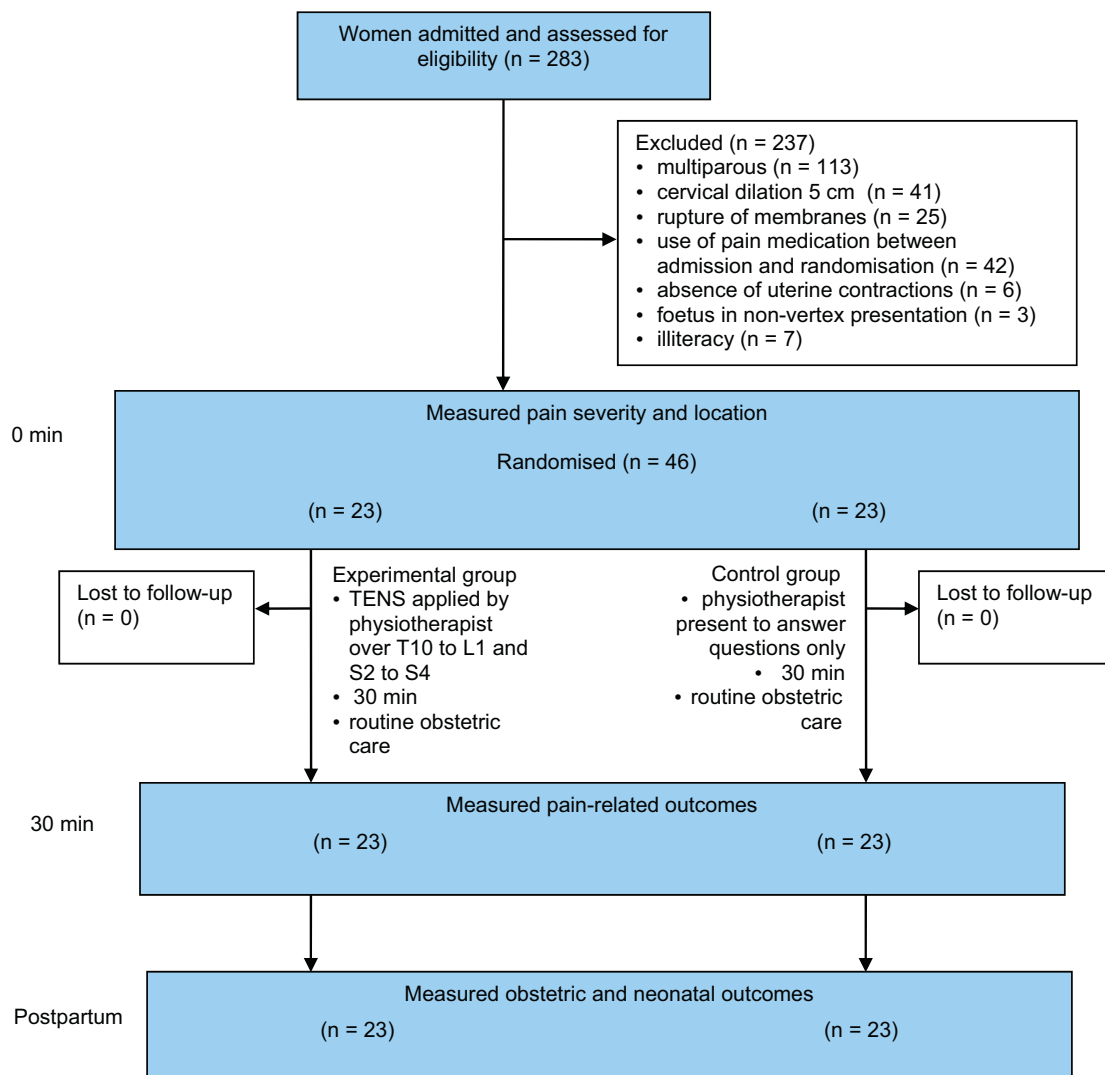 Women admitted and assessed for
eligibility (n = 283)
Excluded (n = 237)
• multiparous (n = 113)
• cervical dilation 5 cm (n = 41)
• rupture of membranes (n = 25)
• use of pain medication between
admission and randomisation (n = 42)
• absence of uterine contractions (n = 6)
• foetus in non-vertex presentation (n = 3)
• illiteracy (n = 7)
0 min
Measured pain severity and location
Randomised (n = 46)
(n = 23)
(n = 23)
Lost to follow-up
(n = 0)
Experimental group
• TENS applied by
physiotherapist
over T10 to L1 and
S2 to S4
• 30 min
• routine obstetric
care
Control group
• physiotherapist
present to answer
questions only
• 30 min
• routine obstetric
care
Lost to follow-up
(n = 0)
30 min
Measured pain-related outcomes
(n = 23)
(n = 23)
Postpartum
Measured obstetric and neonatal outcomes
(n = 23)
(n = 23)